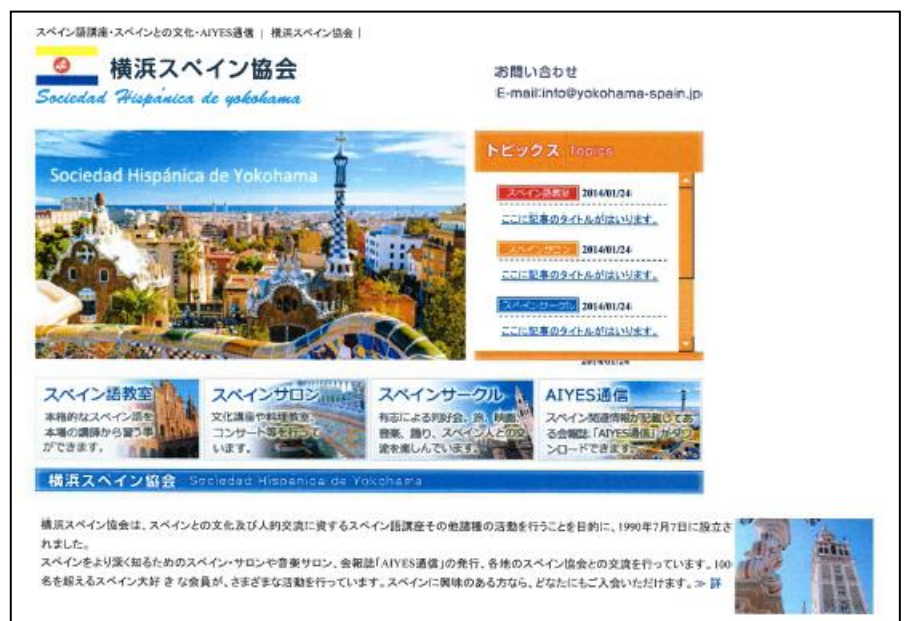 スペイン語講座・スペインとの文化・AIYES通信 | 横浜スペイン協会 |
横浜スペイン協会
Sociedad Hispánica de yokohama
お問い合わせ
E-mail:info@yokohama-spain.jp
Sociedad Hispánica de Yokohama
トピックス Topics
スペイン語教室 2014/01/24
ここに記事のタイトルがはいります。
スペインサロン 2014/01/24
ここに記事のタイトルがはいります。
スペインサークル 2014/01/24
ここに記事のタイトルがはいります。
2014/01/24
スペイン語教室
本格的なスペイン語を
本場の講師から習う事
ができます。
スペインサロン
文化講座や料理教室、
コンサート等を行って
います。
スペインサークル
有志による同好会。旅、映画、
音楽、踊り、スペイン人との交
流を楽しんでいます。
AIYES通信
スペイン関連情報が記載してあ
る会報誌「AIYES通信」がダウ
ンロードできます。
横浜スペイン協会 Sociedad Hispanica de Yokohama
横浜スペイン協会は、スペインとの文化及び人的交流に資するスペイン語講座その他諸種の活動を行うことを目的に、1990年7月7日に設立さ
れました。
スペインをより深く知るためのスペイン・サロンや音楽サロン、会報誌「AIYES通信」の発行、各地のスペイン協会との交流を行っています。100
名を超えるスペイン大好 き な会員が、さまざまな活動を行っています。スペインに興味のある方なら、どなたにもご入会いただけます。≫ 詳